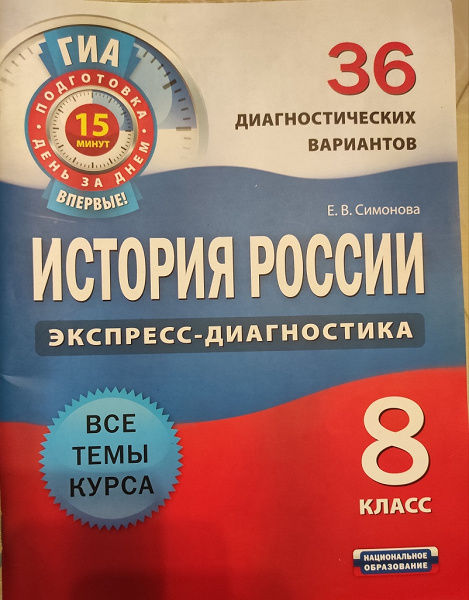 ГИА
ПОДГОТОВКА
15
МИНУТ
ДЕНЬ ЗА ДНЕМ
ВПЕРВЫЕ!
36
ДИАГНОСТИЧЕСКИХ
ВАРИАНТОВ
Е. В. Симонова
ИСТОРИЯ РОССИИ
ЭКСПРЕСС-ДИАГНОСТИКА
ВСЕ
ТЕМЫ
КУРСА
8
КЛАСС
НАЦИОНАЛЬНОЕ
ОБРАЗОВАНИЕ